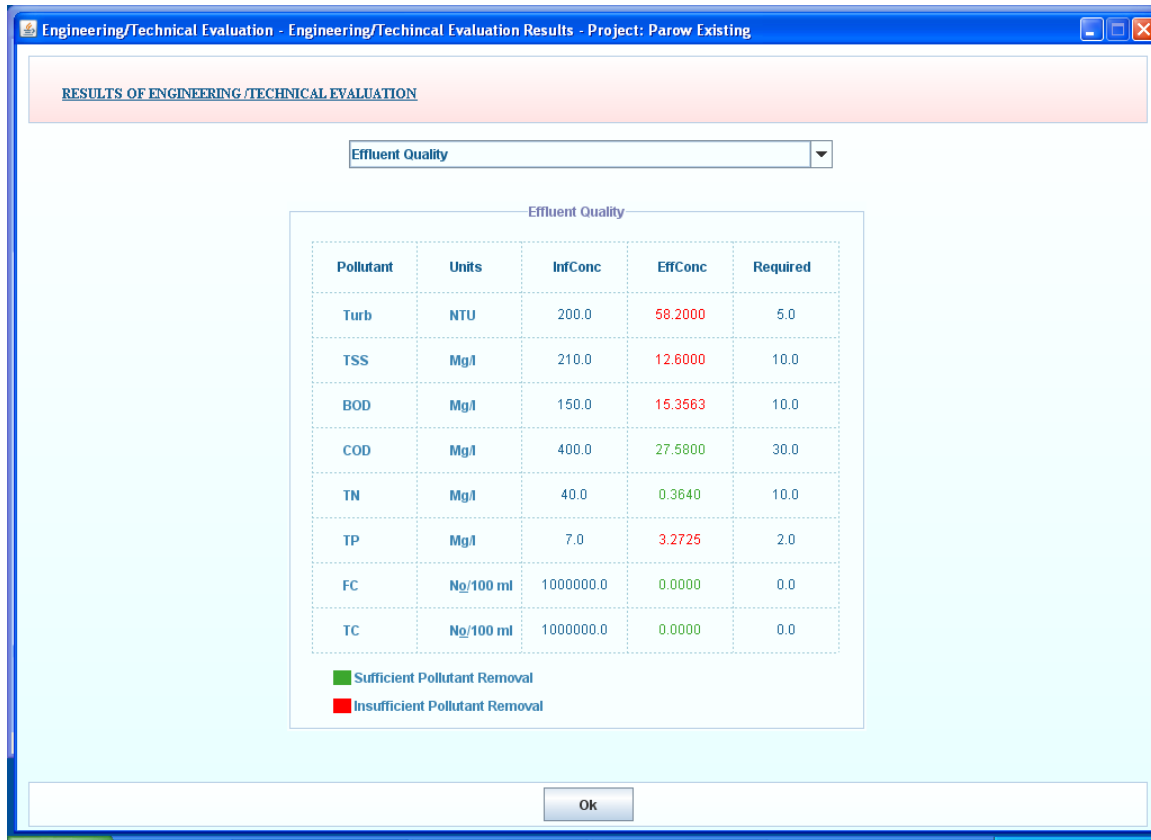 Engineering/Technical Evaluation - Engineering/Techincal Evaluation Results - Project: Parow Existing
RESULTS OF ENGINEERING /TECHNICAL EVALUATION
Effluent Quality
Effluent Quality
Pollutant Units InfConc EffConc Required
Turb NTU 200.0 58.2000 5.0
TSS Mg/l 210.0 12.6000 10.0
BOD Mg/l 150.0 15.3563 10.0
COD Mg/l 400.0 27.5800 30.0
TN Mg/l 40.0 0.3640 10.0
TP Mg/l 7.0 3.2725 2.0
FC No/100 ml 1000000.0 0.0000 0.0
TC No/100 ml 1000000.0 0.0000 0.0
Sufficient Pollutant Removal
Insufficient Pollutant Removal
Ok